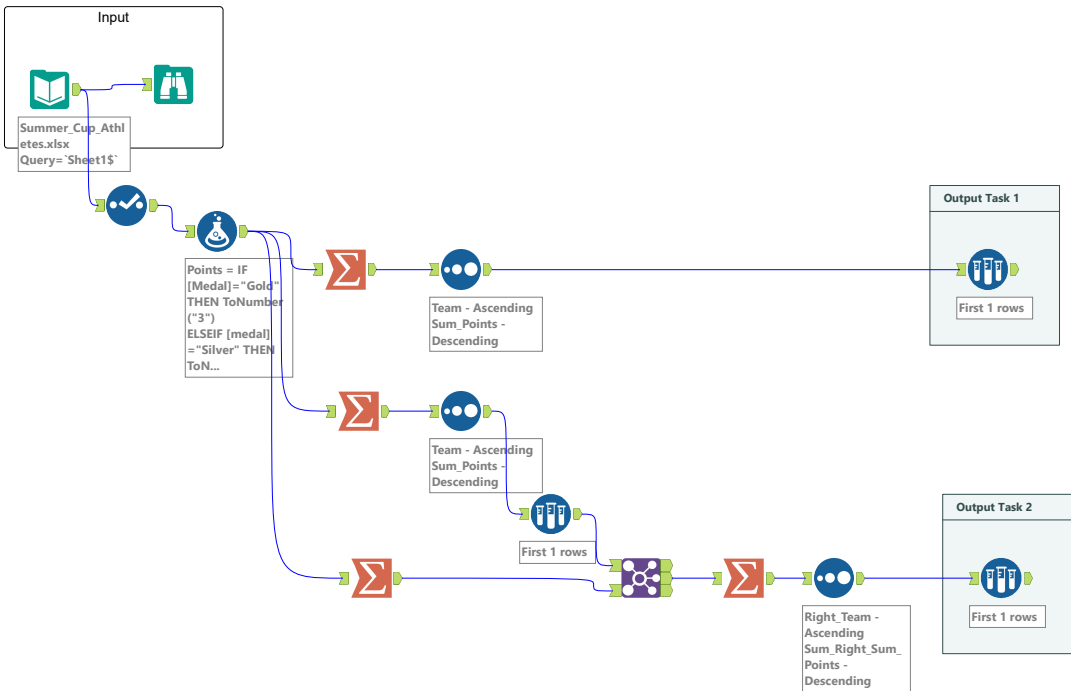 Input
Summer_Cup_Athl
etes.xlsx
Query=`Sheet1$`
Points = IF
[Medal]="Gold"
THEN ToNumber
("3")
ELSEIF [medal]
="Silver" THEN
ToN...
Team - Ascending
Sum_Points -
Descending
Output Task 1
First 1 rows
Team - Ascending
Sum_Points -
Descending
First 1 rows
Right_Team -
Ascending
Sum_Right_Sum_
Points -
Descending
Output Task 2
First 1 rows